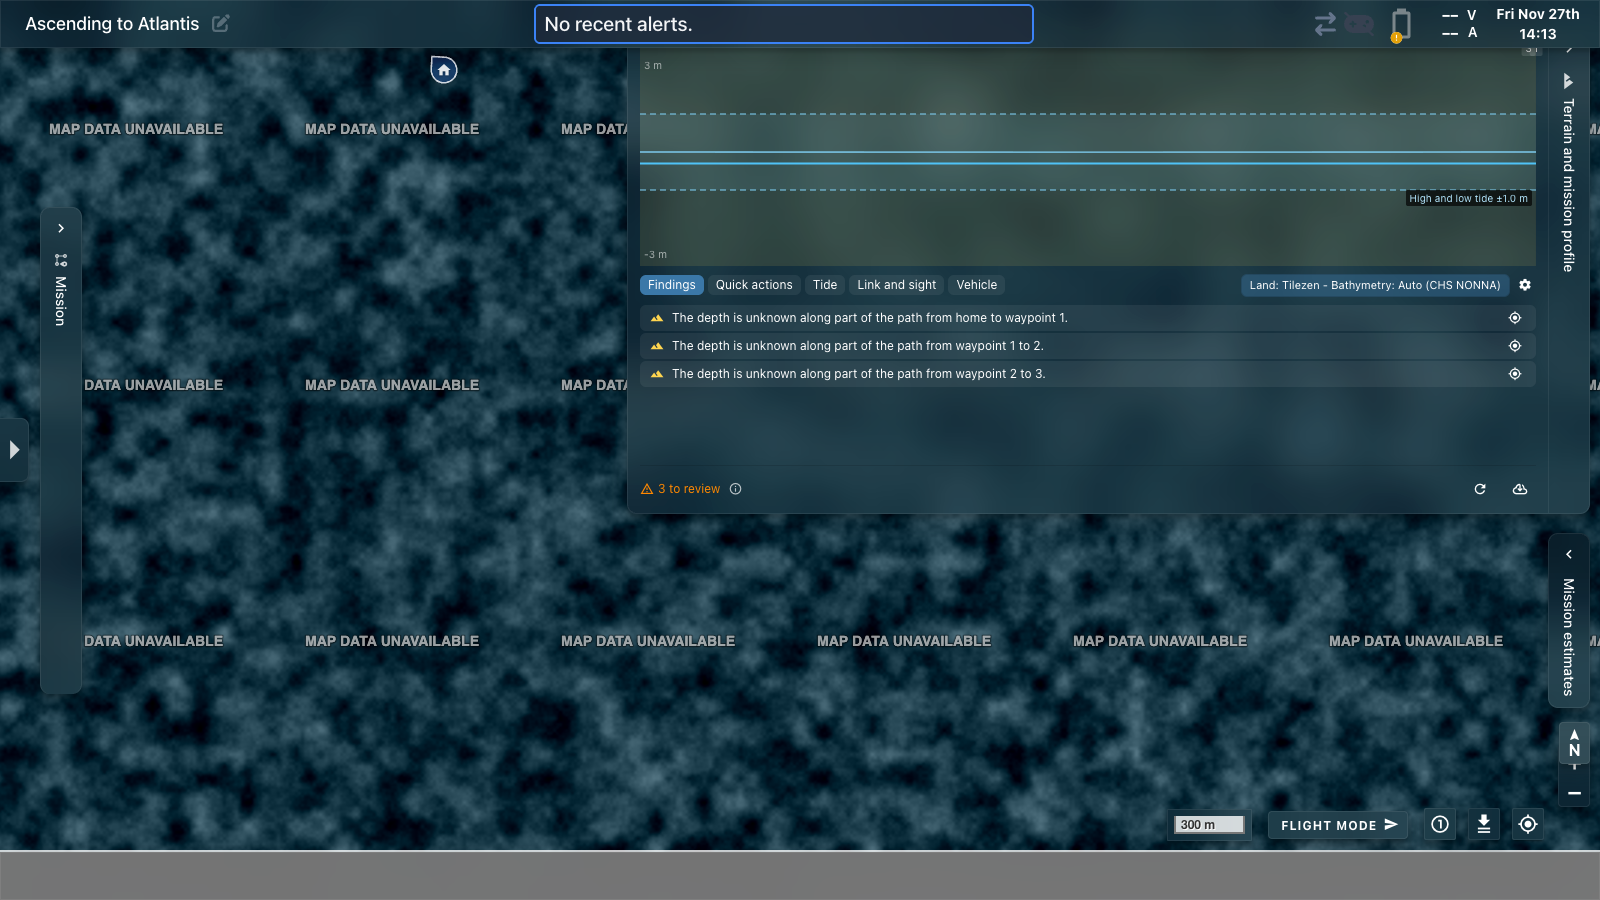 Ascending to Atlantis
No recent alerts.
-- V
-- A
Fri Nov 27th
14:13
3 m
High and low tide ±1.0 m
-3 m
Terrain and mission profile
MAP DATA UNAVAILABLE
MAP DATA UNAVAILABLE
MAP DATA
Mission
Findings
Quick actions
Tide
Link and sight
Vehicle
Land: Tilezen - Bathymetry: Auto (CHS NONNA)
The depth is unknown along part of the path from home to waypoint 1.
The depth is unknown along part of the path from waypoint 1 to 2.
The depth is unknown along part of the path from waypoint 2 to 3.
DATA UNAVAILABLE
MAP DATA UNAVAILABLE
MAP DATA
3 to review
Mission estimates
DATA UNAVAILABLE
MAP DATA UNAVAILABLE
MAP DATA UNAVAILABLE
MAP DATA UNAVAILABLE
MAP DATA UNAVAILABLE
MAP DATA UNAVAILABLE
N
300 m
FLIGHT MODE
1